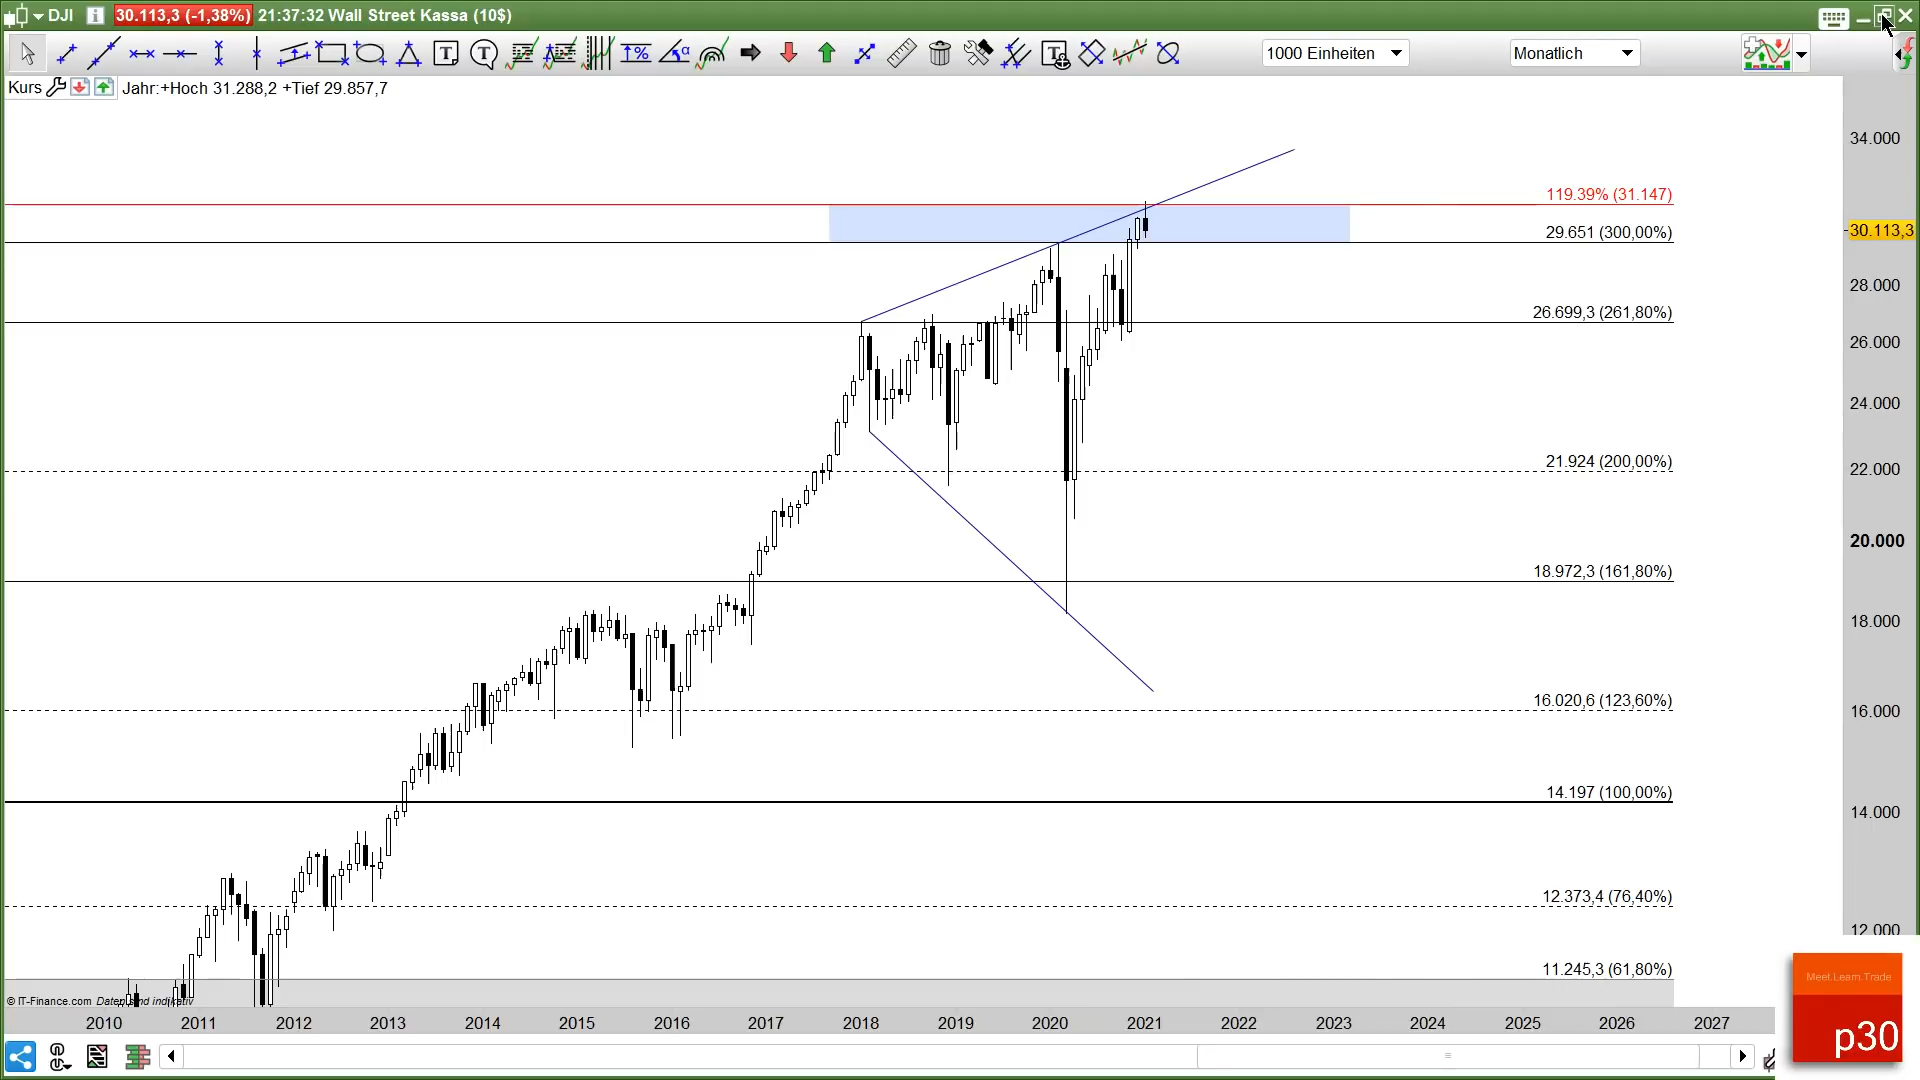 DJI 30.113,3 (-1,38%) 21:37:32 Wall Street Kassa (10$)
1000 Einheiten
Monatlich
Kurs Jahr:+Hoch 31.288,2 +Tief 29.857,7
34.000
119.39% (31.147)
29.651 (300,00%)
30.113,3
28.000
26.699,3 (261,80%)
26.000
24.000
21.924 (200,00%)
22.000
20.000
18.972,3 (161,80%)
18.000
16.020,6 (123,60%)
16.000
14.197 (100,00%)
14.000
12.373,4 (76,40%)
12.000
11.245,3 (61,80%)
© IT-Finance.com Daten sind indikativ
2010 2011 2012 2013 2014 2015 2016 2017 2018 2019 2020 2021 2022 2023 2024 2025 2026 2027
Meet.Learn.Trade
p30